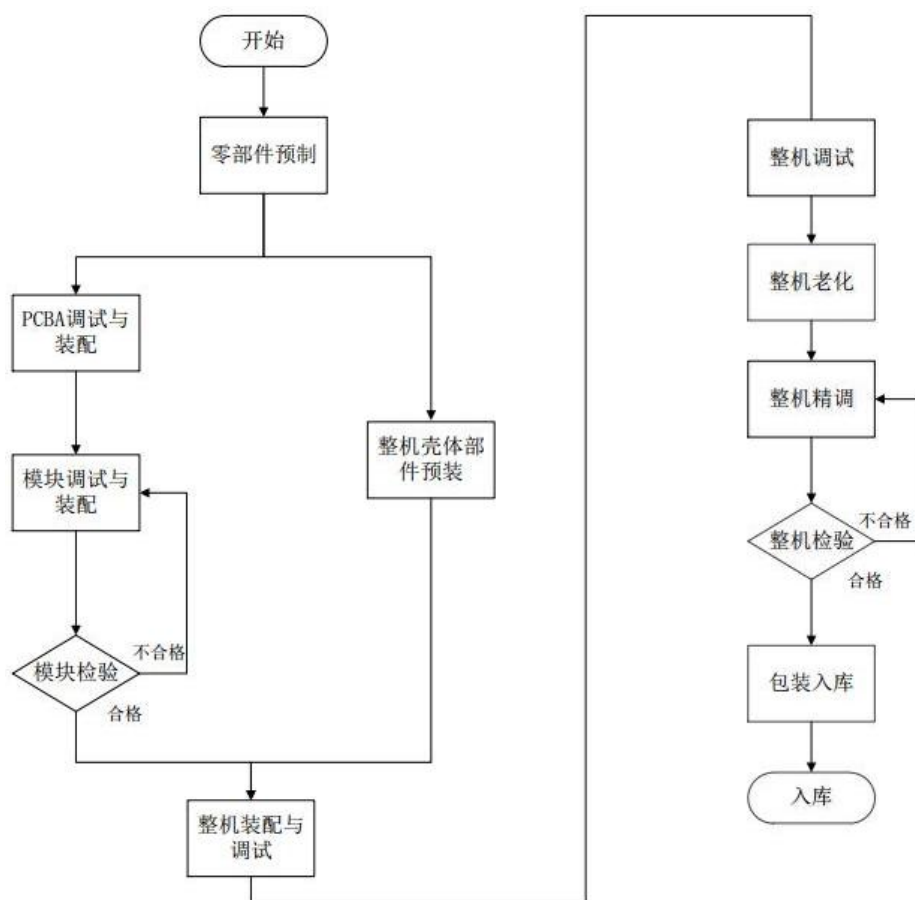 开始
零部件预制
PCBA调试与
装配
模块调试与
装配
不合格
模块检验
合格
整机壳体部
件预装
整机装配与
调试
整机调试
整机老化
整机精调
不合格
整机检验
合格
包装入库
入库